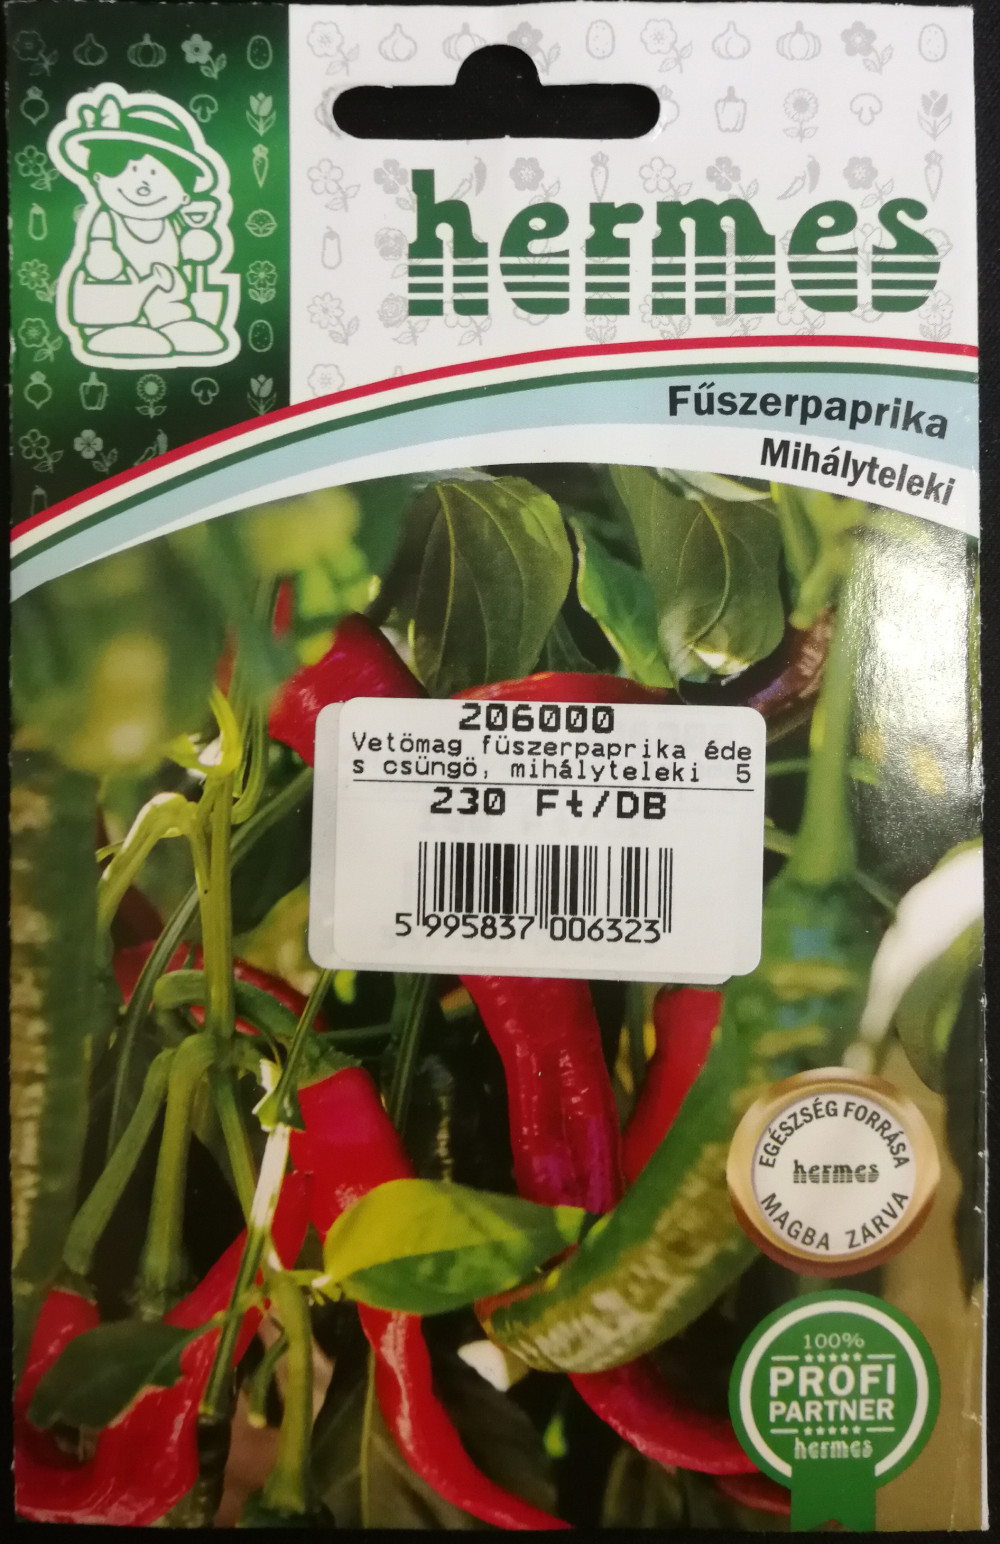 hermes
Fűszerpaprika
Mihályteleki
206000
Vetömag füszerpaprika éde
s csüngö, mihályteleki 5
230 Ft/DB
5 995837 006323
EGÉSZSÉG FORRÁSA
hermes
MAGBA ZÁRVA
100%
PROFI
PARTNER
hermes